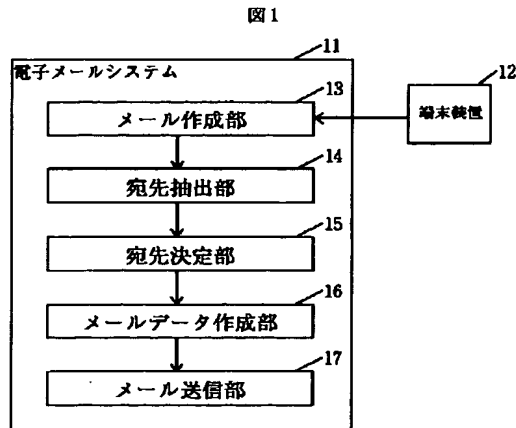 図1
11
電子メールシステム
12
端末装置
13
メール作成部
14
宛先抽出部
15
宛先決定部
16
メールデータ作成部
17
メール送信部